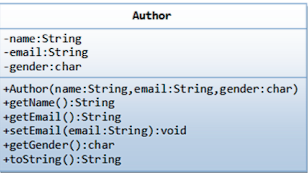 Author
-name:String
-email:String
-gender:char
+Author(name:String,email:String,gender:char)
+getName():String
+getEmail():String
+setEmail(email:String):void
+getGender():char
+toString():String